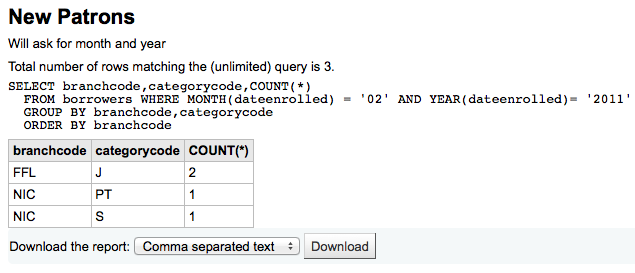 New Patrons
Will ask for month and year
Total number of rows matching the (unlimited) query is 3.
SELECT branchcode,categorycode,COUNT(*)
FROM borrowers WHERE MONTH(dateenrolled) = '02' AND YEAR(dateenrolled)= '2011'
GROUP BY branchcode,categorycode
ORDER BY branchcode
branchcode categorycode COUNT(*)
FFL J 2
NIC PT 1
NIC S 1
Download the report: Comma separated text Download